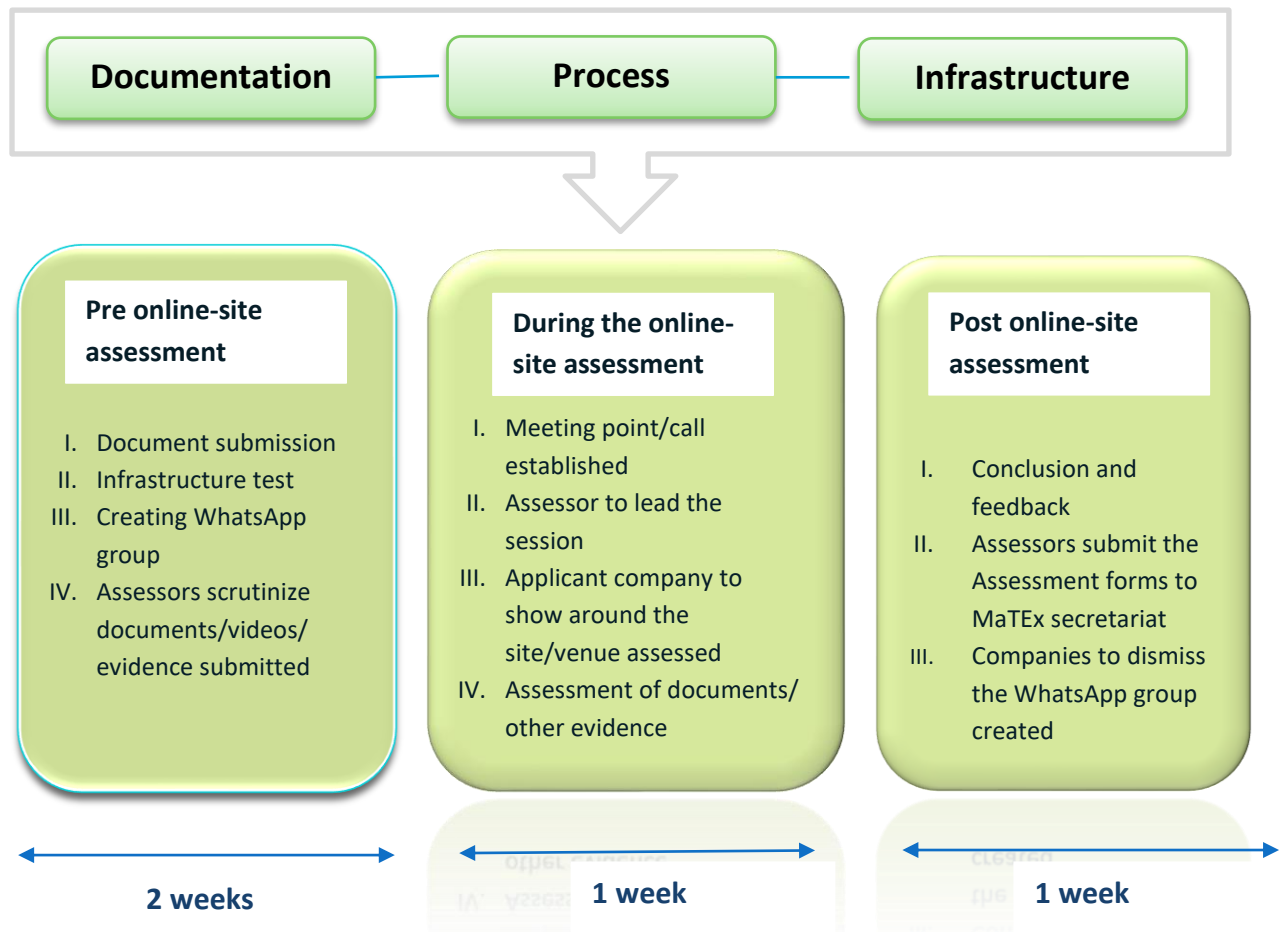 Documentation
Process
Infrastructure
Pre online-site
assessment
I. Document submission
II. Infrastructure test
III. Creating WhatsApp
group
IV. Assessors scrutinize
documents/videos/
evidence submitted
2 weeks
During the online-
site assessment
I. Meeting point/call
established
II. Assessor to lead the
session
III. Applicant company to
show around the
site/venue assessed
IV. Assessment of documents/
other evidence
1 week
Post online-site
assessment
I. Conclusion and
feedback
II. Assessors submit the
Assessment forms to
MaTEx secretariat
III. Companies to dismiss
the WhatsApp group
created
1 week